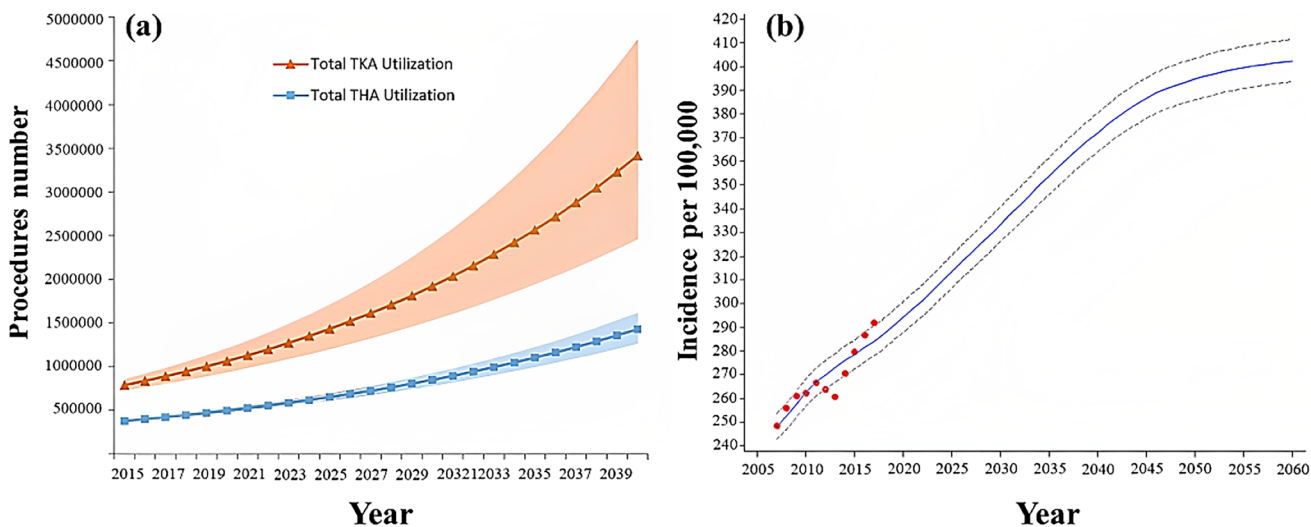 (a)
Total TKA Utilization
Total THA Utilization
Procedures number
5000000
4500000
4000000
3500000
3000000
2500000
2000000
1500000
1000000
500000
2015 2017 2019 2021 2023 2025 2027 2029 20312033 2035 2037 2039
Year
(b)
Incidence per 100,000
420
410
400
390
380
370
360
350
340
330
320
310
300
290
280
270
260
250
240
2005 2010 2015 2020 2025 2030 2035 2040 2045 2050 2055 2060
Year